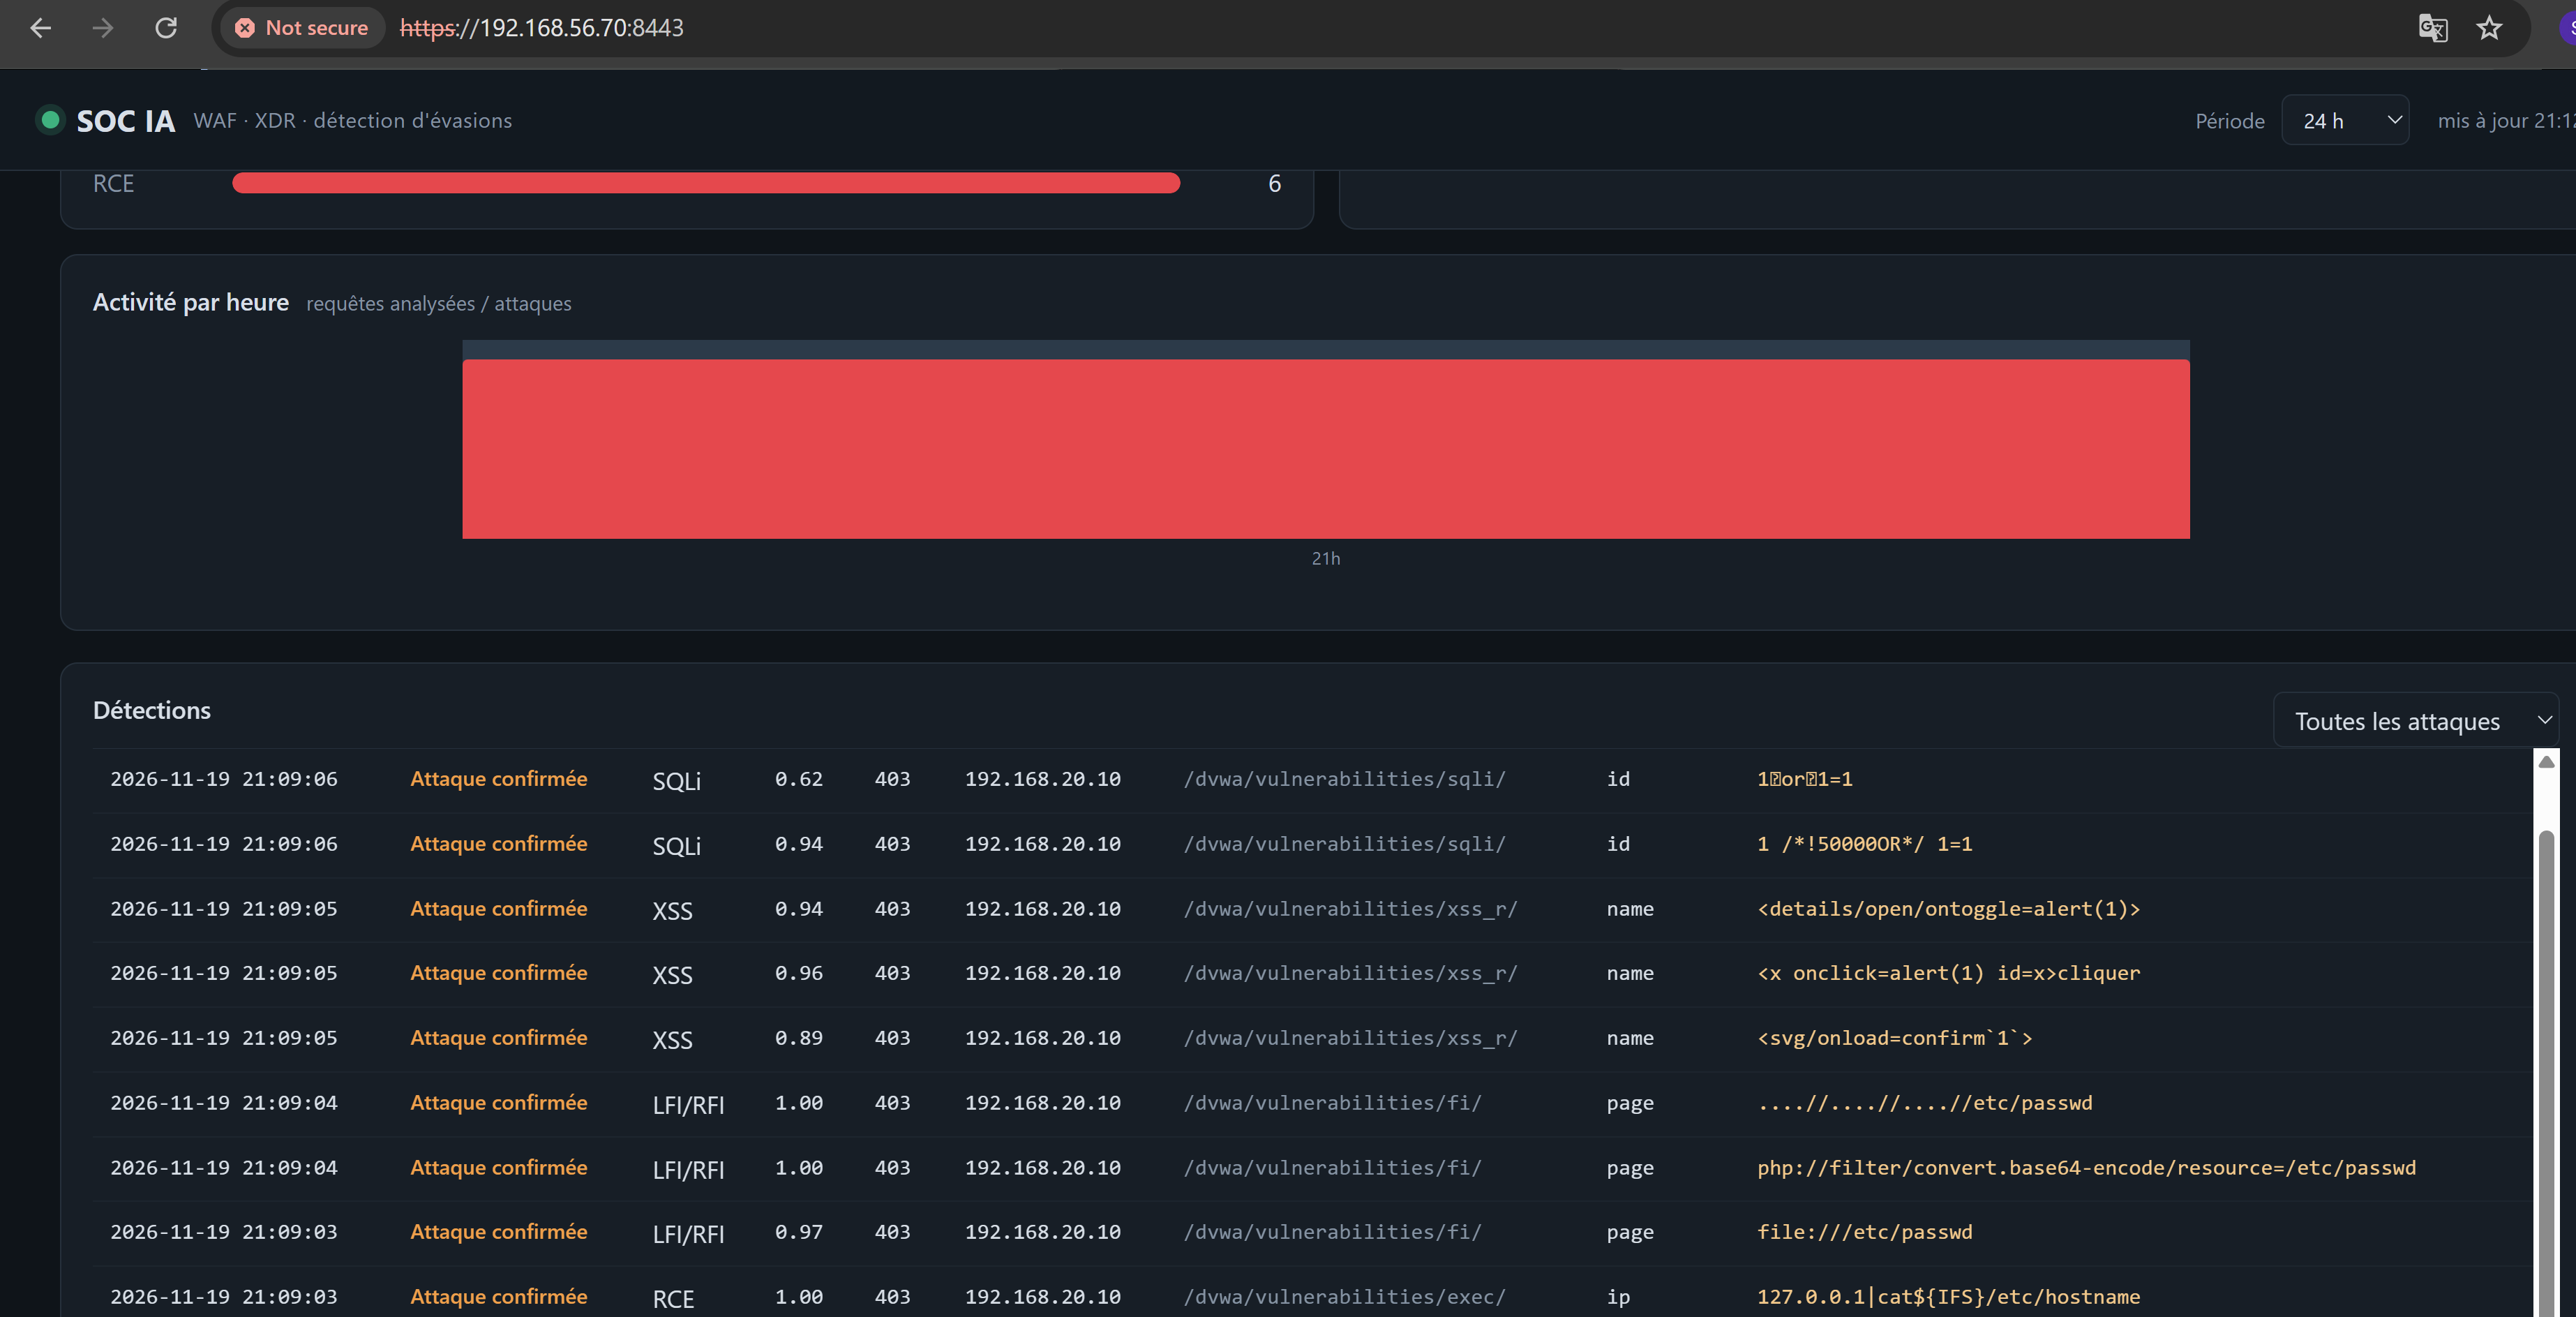 Not secure https://192.168.56.70:8443
SOC IA WAF · XDR · détection d'évasions Période 24 h mis à jour 21:12
RCE 6
Activité par heure requêtes analysées / attaques
21h
Détections Toutes les attaques
2026-11-19 21:09:06 Attaque confirmée SQLi 0.62 403 192.168.20.10 /dvwa/vulnerabilities/sqli/ id 1�or�1=1
2026-11-19 21:09:06 Attaque confirmée SQLi 0.94 403 192.168.20.10 /dvwa/vulnerabilities/sqli/ id 1 /*!50000OR*/ 1=1
2026-11-19 21:09:05 Attaque confirmée XSS 0.94 403 192.168.20.10 /dvwa/vulnerabilities/xss_r/ name <details/open/ontoggle=alert(1)>
2026-11-19 21:09:05 Attaque confirmée XSS 0.96 403 192.168.20.10 /dvwa/vulnerabilities/xss_r/ name <x onclick=alert(1) id=x>cliquer
2026-11-19 21:09:05 Attaque confirmée XSS 0.89 403 192.168.20.10 /dvwa/vulnerabilities/xss_r/ name <svg/onload=confirm`1`>
2026-11-19 21:09:04 Attaque confirmée LFI/RFI 1.00 403 192.168.20.10 /dvwa/vulnerabilities/fi/ page ....//....//....//etc/passwd
2026-11-19 21:09:04 Attaque confirmée LFI/RFI 1.00 403 192.168.20.10 /dvwa/vulnerabilities/fi/ page php://filter/convert.base64-encode/resource=/etc/passwd
2026-11-19 21:09:03 Attaque confirmée LFI/RFI 0.97 403 192.168.20.10 /dvwa/vulnerabilities/fi/ page file:///etc/passwd
2026-11-19 21:09:03 Attaque confirmée RCE 1.00 403 192.168.20.10 /dvwa/vulnerabilities/exec/ ip 127.0.0.1|cat${IFS}/etc/hostname